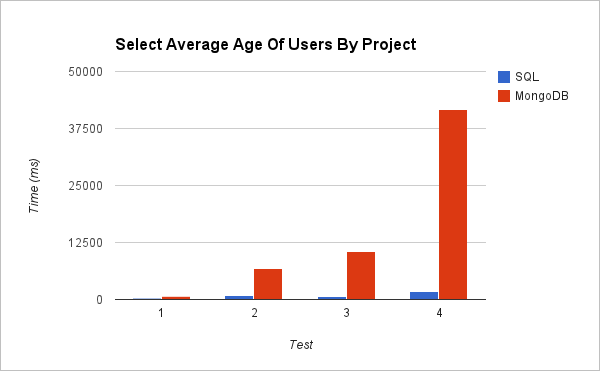 Select Average Age Of Users By Project
SQL
MongoDB
50000
37500
25000
12500
0
Time (ms)
1 2 3 4
Test